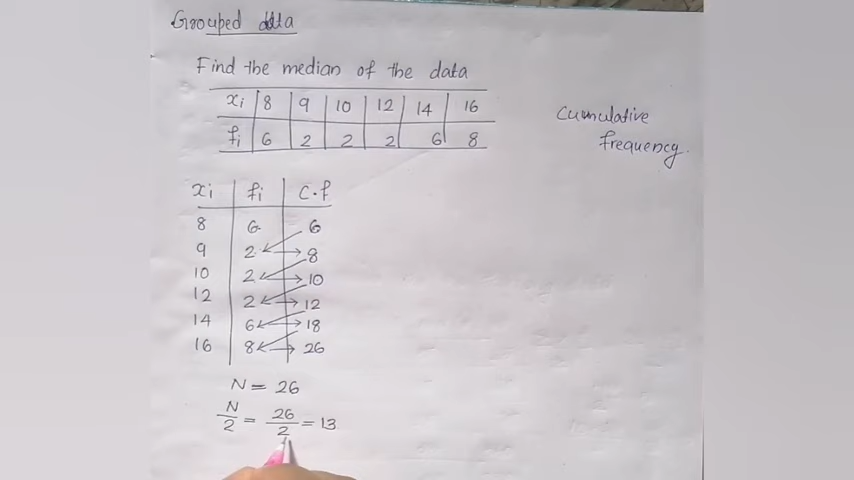 Grouped data
Find the median of the data
xi 8 9 10 12 14 16
fi 6 2 2 2 6 8
Cumulative
frequency.
xi fi C.f
8 6 6
9 2 8
10 2 10
12 2 12
14 6 18
16 8 26
N = 26
N/2 = 26/2 = 13